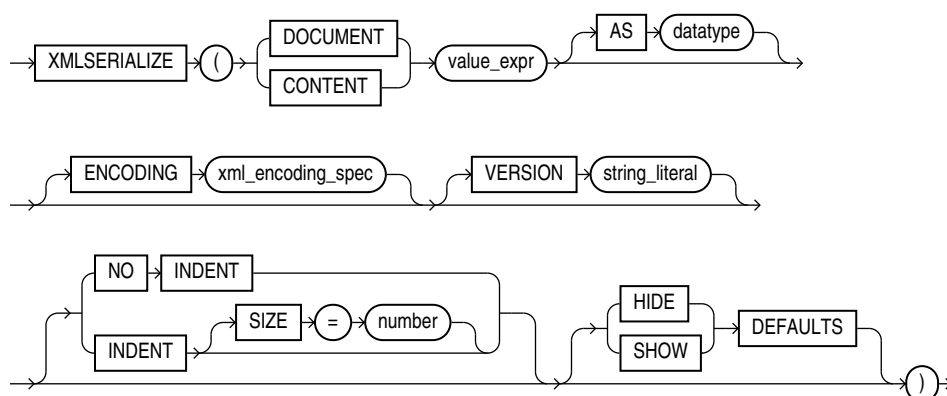 AS datatype
DOCUMENT
XMLSERIALIZE ( value_expr
CONTENT
ENCODING xml_encoding_spec VERSION string_literal
NO INDENT
HIDE
SIZE = number DEFAULTS
INDENT SHOW
)